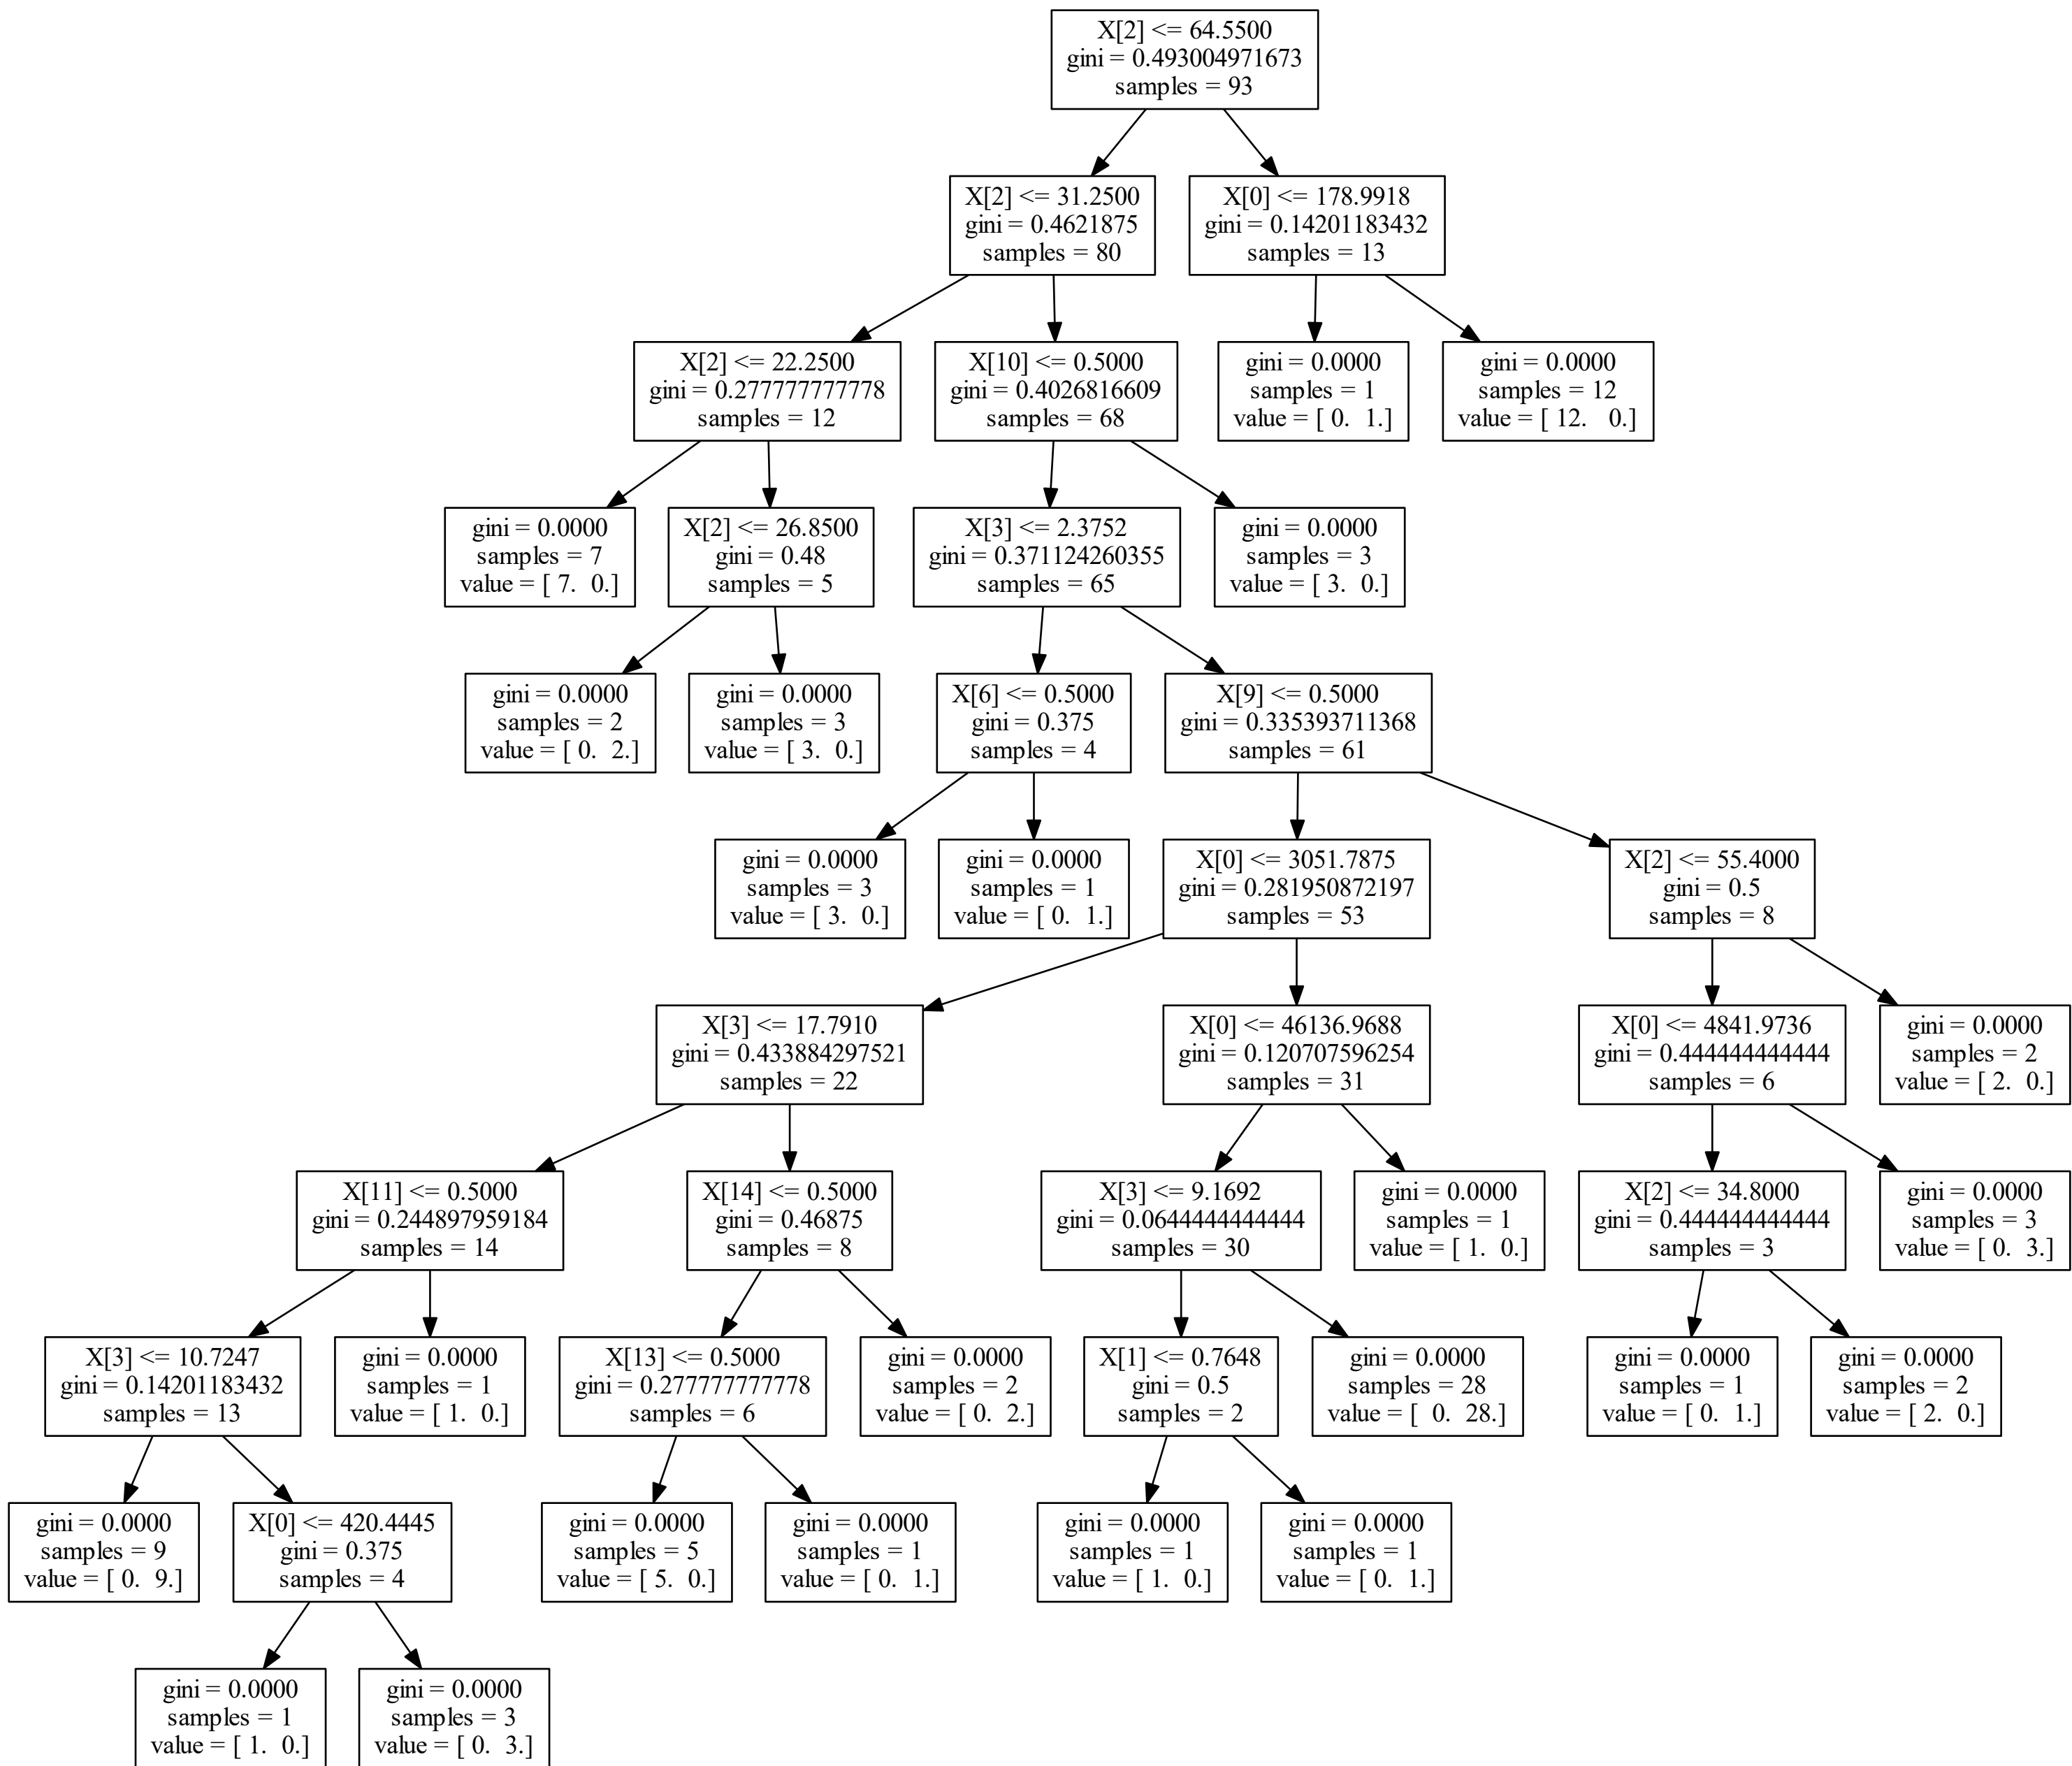 X[2] <= 64.5500
gini = 0.493004971673
samples = 93
X[2] <= 31.2500
gini = 0.4621875
samples = 80
X[0] <= 178.9918
gini = 0.14201183432
samples = 13
X[2] <= 22.2500
gini = 0.277777777778
samples = 12
X[10] <= 0.5000
gini = 0.4026816609
samples = 68
gini = 0.0000
samples = 1
value = [ 0.  1.]
gini = 0.0000
samples = 12
value = [ 12.   0.]
gini = 0.0000
samples = 7
value = [ 7.  0.]
X[2] <= 26.8500
gini = 0.48
samples = 5
X[3] <= 2.3752
gini = 0.371124260355
samples = 65
gini = 0.0000
samples = 3
value = [ 3.  0.]
gini = 0.0000
samples = 2
value = [ 0.  2.]
gini = 0.0000
samples = 3
value = [ 3.  0.]
X[6] <= 0.5000
gini = 0.375
samples = 4
X[9] <= 0.5000
gini = 0.335393711368
samples = 61
gini = 0.0000
samples = 3
value = [ 3.  0.]
gini = 0.0000
samples = 1
value = [ 0.  1.]
X[0] <= 3051.7875
gini = 0.281950872197
samples = 53
X[2] <= 55.4000
gini = 0.5
samples = 8
X[3] <= 17.7910
gini = 0.433884297521
samples = 22
X[0] <= 46136.9688
gini = 0.120707596254
samples = 31
X[0] <= 4841.9736
gini = 0.444444444444
samples = 6
gini = 0.0000
samples = 2
value = [ 2.  0.]
X[11] <= 0.5000
gini = 0.244897959184
samples = 14
X[14] <= 0.5000
gini = 0.46875
samples = 8
X[3] <= 9.1692
gini = 0.0644444444444
samples = 30
gini = 0.0000
samples = 1
value = [ 1.  0.]
X[2] <= 34.8000
gini = 0.444444444444
samples = 3
gini = 0.0000
samples = 3
value = [ 0.  3.]
X[3] <= 10.7247
gini = 0.14201183432
samples = 13
gini = 0.0000
samples = 1
value = [ 1.  0.]
X[13] <= 0.5000
gini = 0.277777777778
samples = 6
gini = 0.0000
samples = 2
value = [ 0.  2.]
X[1] <= 0.7648
gini = 0.5
samples = 2
gini = 0.0000
samples = 28
value = [  0.  28.]
gini = 0.0000
samples = 1
value = [ 0.  1.]
gini = 0.0000
samples = 2
value = [ 2.  0.]
gini = 0.0000
samples = 9
value = [ 0.  9.]
X[0] <= 420.4445
gini = 0.375
samples = 4
gini = 0.0000
samples = 5
value = [ 5.  0.]
gini = 0.0000
samples = 1
value = [ 0.  1.]
gini = 0.0000
samples = 1
value = [ 1.  0.]
gini = 0.0000
samples = 1
value = [ 0.  1.]
gini = 0.0000
samples = 1
value = [ 1.  0.]
gini = 0.0000
samples = 3
value = [ 0.  3.]